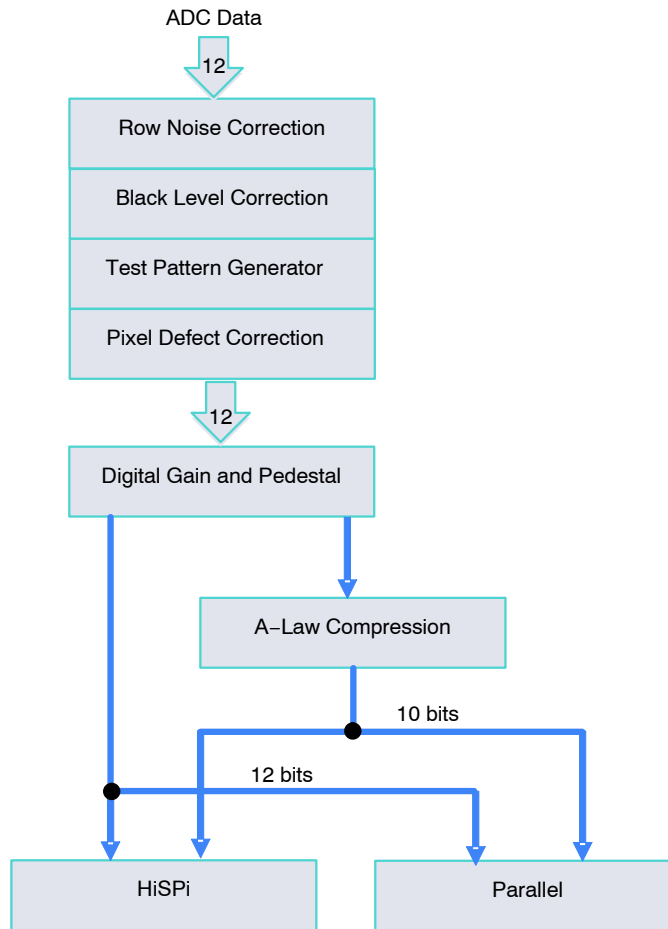 ADC Data
12
Row Noise Correction
Black Level Correction
Test Pattern Generator
Pixel Defect Correction
12
Digital Gain and Pedestal
A−Law Compression
10 bits
12 bits
HiSPi
Parallel